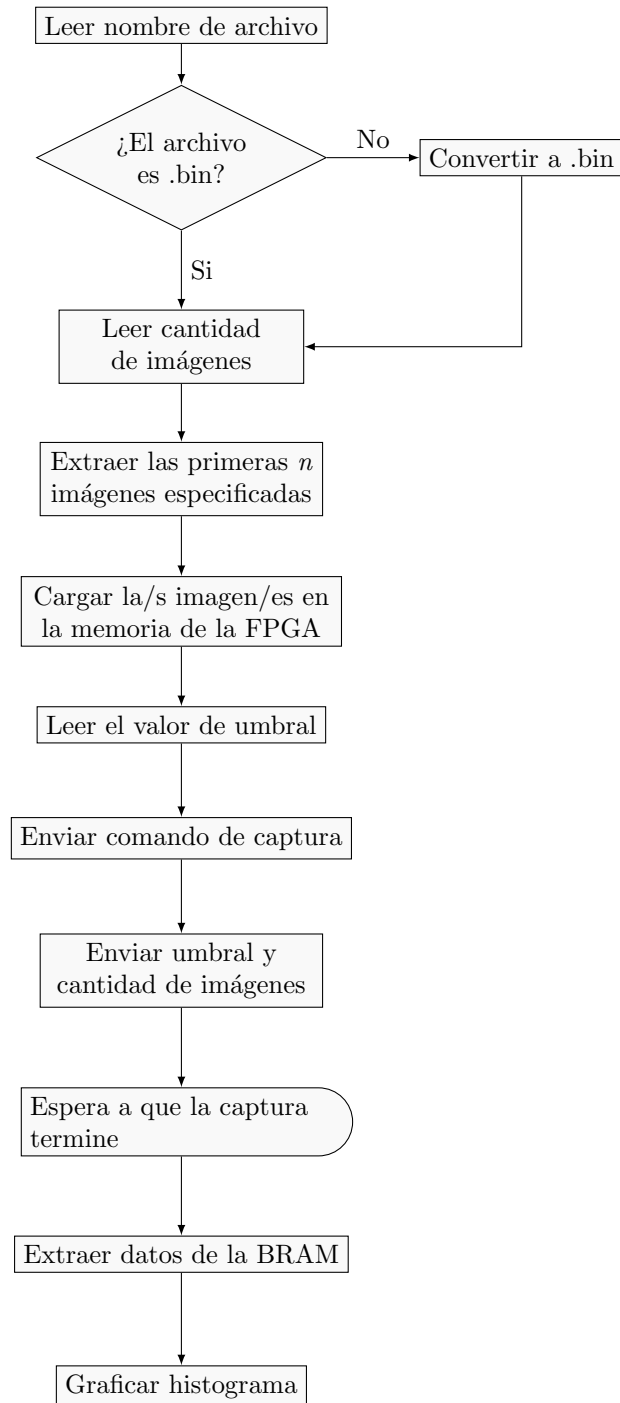 Leer nombre de archivo
¿El archivo
es .bin?
No
Convertir a .bin
Si
Leer cantidad
de imágenes
Extraer las primeras n
imágenes especificadas
Cargar la/s imagen/es en
la memoria de la FPGA
Leer el valor de umbral
Enviar comando de captura
Enviar umbral y
cantidad de imágenes
Espera a que la captura
termine
Extraer datos de la BRAM
Graficar histograma